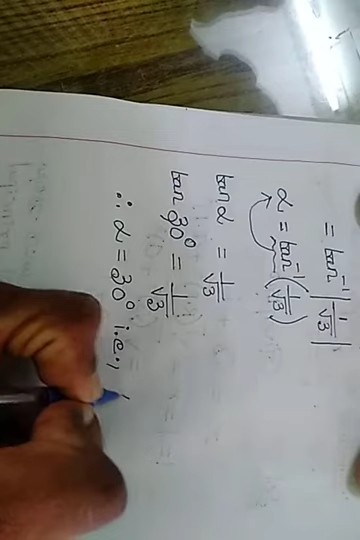 = tan⁻¹ |1/√3|
α = tan⁻¹ (1/√3)
tan α = 1/√3
tan 30° = 1/√3
∴ α = 30° i.e.,